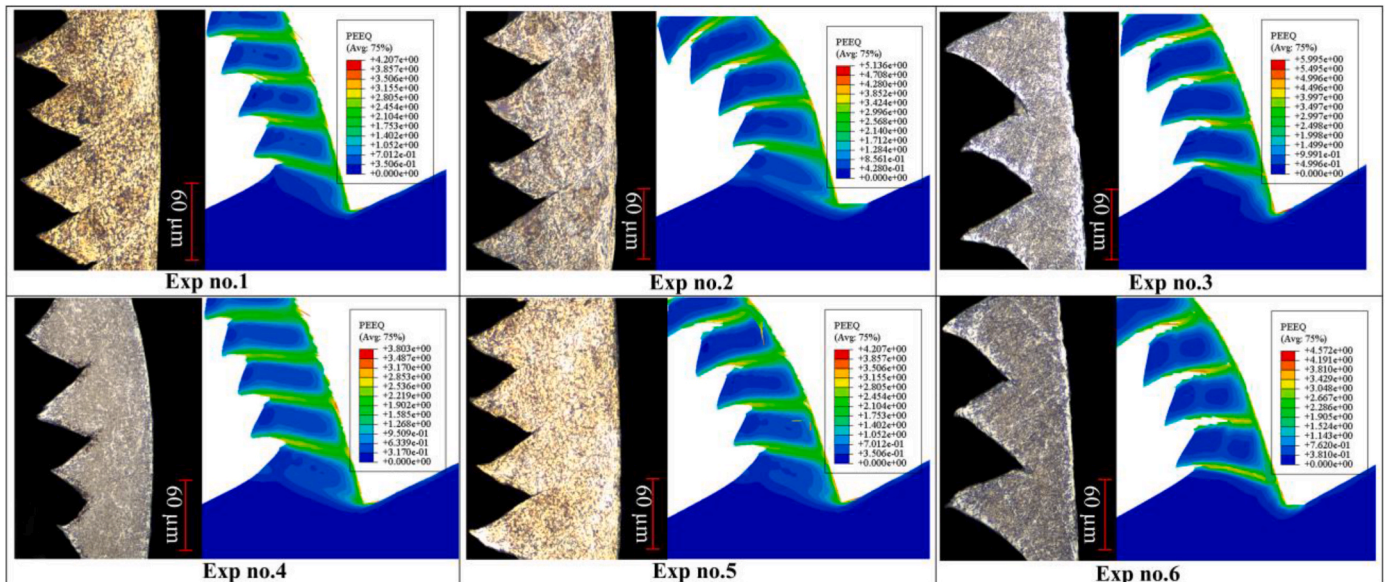 PEEQ
(Avg: 75%)
+4.207e+00
+3.857e+00
+3.506e+00
+3.155e+00
+2.805e+00
+2.454e+00
+2.104e+00
+1.753e+00
+1.402e+00
+1.052e+00
+7.012e-01
+3.506e-01
+0.000e+00
60 µm
Exp no.1
PEEQ
(Avg: 75%)
+5.136e+00
+4.708e+00
+4.280e+00
+3.852e+00
+3.424e+00
+2.996e+00
+2.568e+00
+2.140e+00
+1.712e+00
+1.284e+00
+8.561e-01
+4.280e-01
+0.000e+00
60 µm
Exp no.2
PEEQ
(Avg: 75%)
+5.995e+00
+5.495e+00
+4.996e+00
+4.496e+00
+3.997e+00
+3.497e+00
+2.997e+00
+2.498e+00
+1.998e+00
+1.499e+00
+9.991e-01
+4.996e-01
+0.000e+00
60 µm
Exp no.3
PEEQ
(Avg: 75%)
+3.803e+00
+3.487e+00
+3.170e+00
+2.853e+00
+2.536e+00
+2.219e+00
+1.902e+00
+1.585e+00
+1.268e+00
+9.509e-01
+6.339e-01
+3.170e-01
+0.000e+00
60 µm
Exp no.4
PEEQ
(Avg: 75%)
+4.207e+00
+3.857e+00
+3.506e+00
+3.155e+00
+2.805e+00
+2.454e+00
+2.104e+00
+1.753e+00
+1.402e+00
+1.052e+00
+7.012e-01
+3.506e-01
+0.000e+00
60 µm
Exp no.5
PEEQ
(Avg: 75%)
+4.572e+00
+4.191e+00
+3.810e+00
+3.429e+00
+3.048e+00
+2.667e+00
+2.286e+00
+1.905e+00
+1.524e+00
+1.143e+00
+7.620e-01
+3.810e-01
+0.000e+00
60 µm
Exp no.6